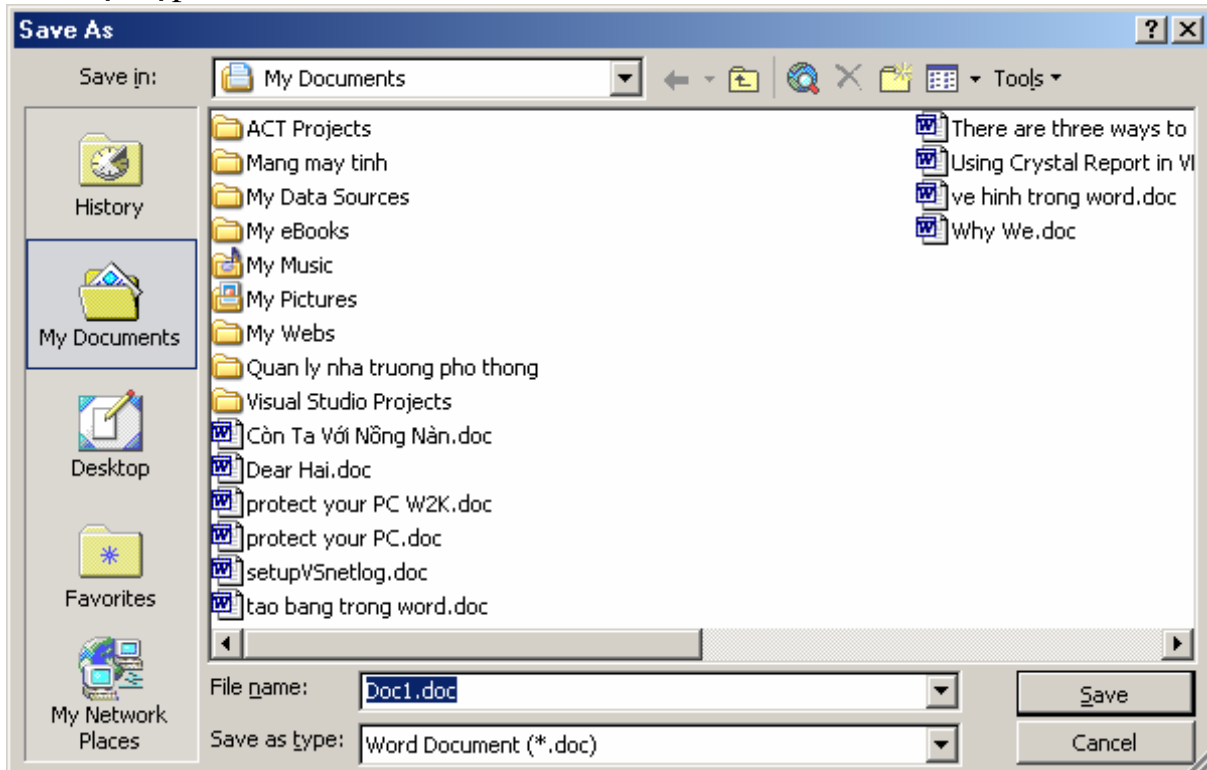 Save As
Save in:
My Documents
Tools
History
My Documents
Desktop
Favorites
My Network
Places
ACT Projects
Mang may tinh
My Data Sources
My eBooks
My Music
My Pictures
My Webs
Quan ly nha truong pho thong
Visual Studio Projects
Còn Ta Với Nồng Nàn.doc
Dear Hai.doc
protect your PC W2K.doc
protect your PC.doc
setupVSnetlog.doc
tao bang trong word.doc
There are three ways to
Using Crystal Report in
ve hinh trong word.doc
Why We.doc
File name:
Doc1.doc
Save
Save as type:
Word Document (*.doc)
Cancel